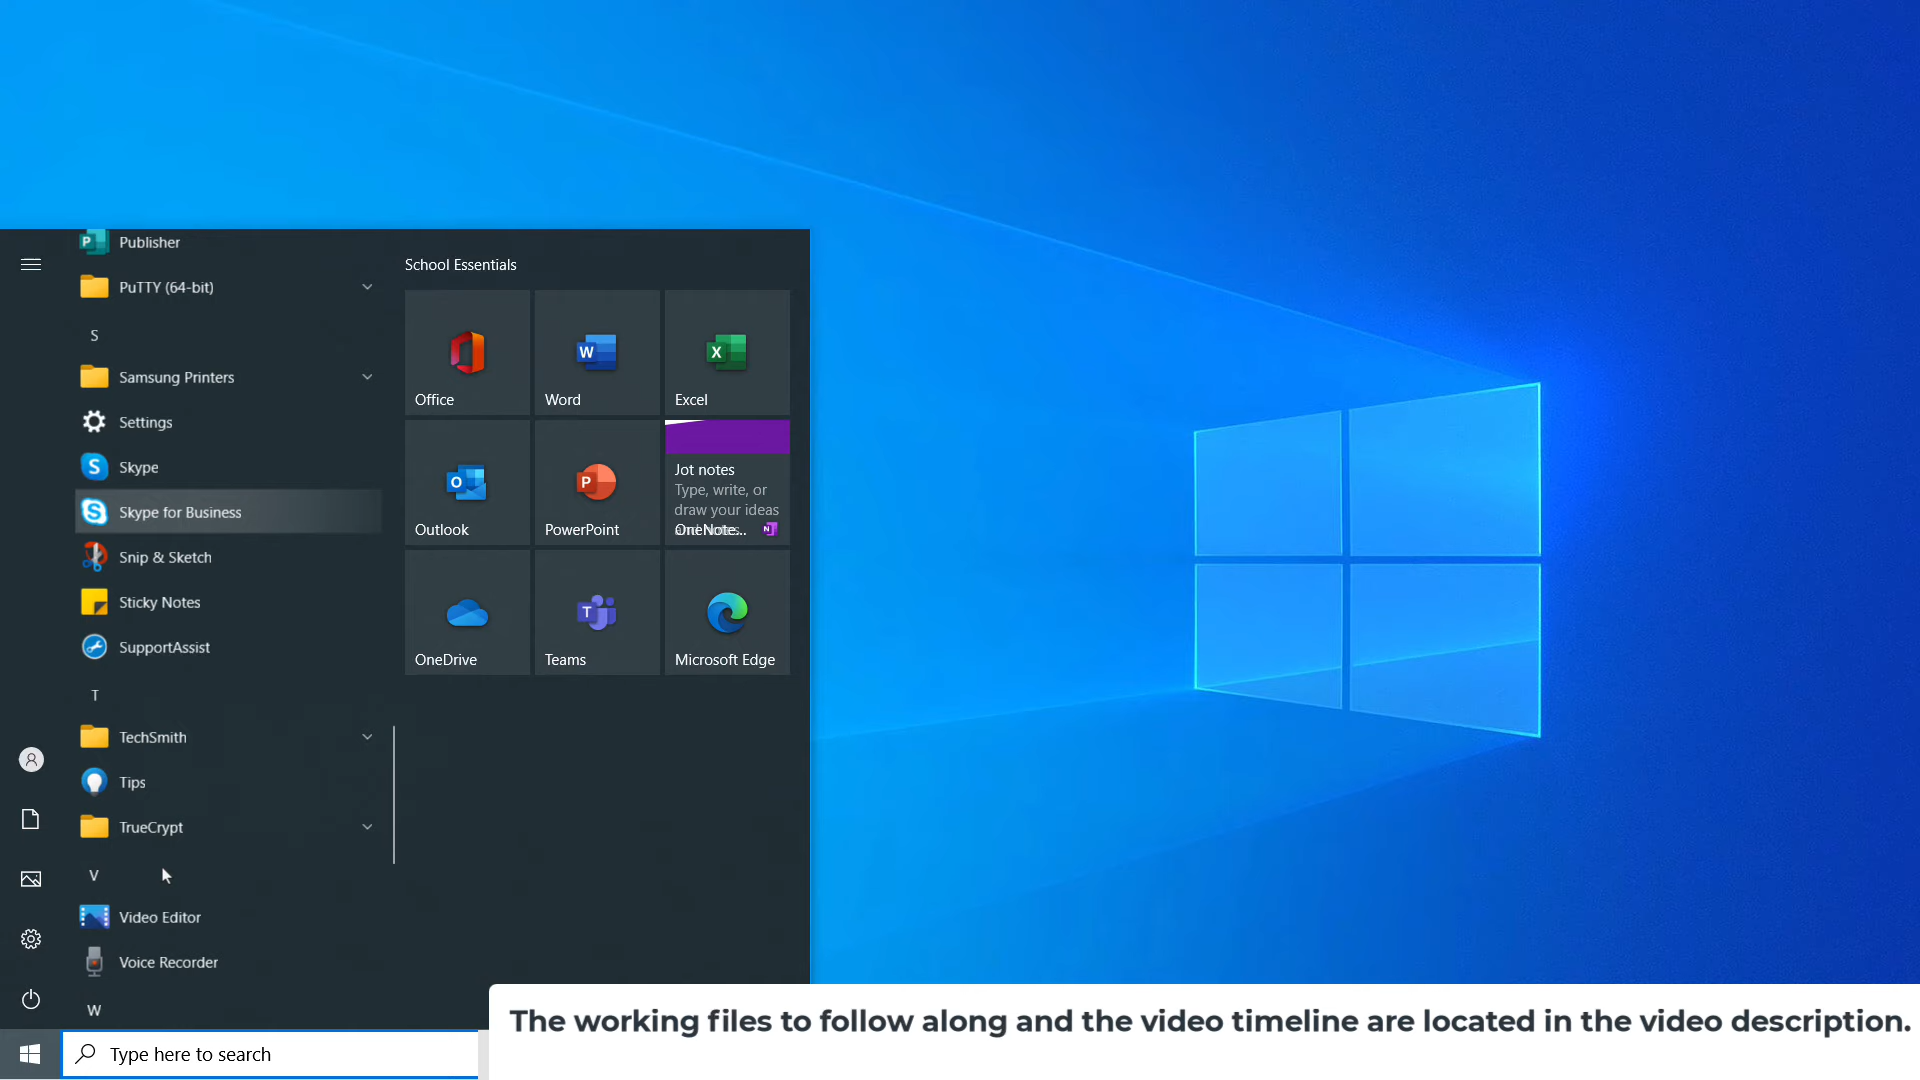 Publisher
PuTTY (64-bit)
S
Samsung Printers
Settings
Skype
Skype for Business
Snip & Sketch
Sticky Notes
SupportAssist
T
TechSmith
Tips
TrueCrypt
V
Video Editor
Voice Recorder
W
School Essentials
Office
Word
Excel
Outlook
PowerPoint
Jot notes
Type, write, or
draw your ideas
OneNote...
OneDrive
Teams
Microsoft Edge
Type here to search
The working files to follow along and the video timeline are located in the video description.